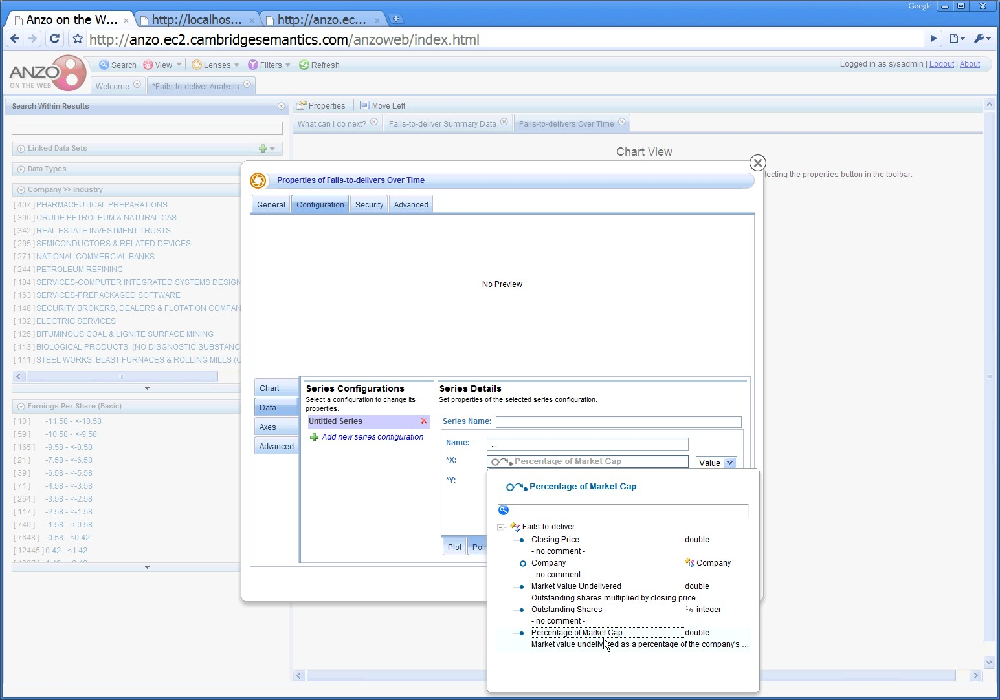 Google
Anzo on the W...
http://localhos...
http://anzo.ec...
http://anzo.ec2.cambridgesemantics.com/anzoweb/index.html
ANZO
ON THE WEB
Search
View
Lenses
Filters
Refresh
Logged in as sysadmin | Logout | About
Welcome
*Fails-to-deliver Analysis
Search Within Results
Linked Data Sets
Data Types
Company >> Industry
[ 407 ] PHARMACEUTICAL PREPARATIONS
[ 396 ] CRUDE PETROLEUM & NATURAL GAS
[ 342 ] REAL ESTATE INVESTMENT TRUSTS
[ 295 ] SEMICONDUCTORS & RELATED DEVICES
[ 271 ] NATIONAL COMMERCIAL BANKS
[ 244 ] PETROLEUM REFINING
[ 184 ] SERVICES-COMPUTER INTEGRATED SYSTEMS DESIGN
[ 163 ] SERVICES-PREPACKAGED SOFTWARE
[ 148 ] SECURITY BROKERS, DEALERS & FLOTATION COMPAN
[ 132 ] ELECTRIC SERVICES
[ 125 ] BITUMINOUS COAL & LIGNITE SURFACE MINING
[ 113 ] BIOLOGICAL PRODUCTS, (NO DISGNOSTIC SUBSTANC
[ 111 ] STEEL WORKS, BLAST FURNACES & ROLLING MILLS (C
Earnings Per Share (Basic)
[ 10 ] -11.58 - <-10.58
[ 59 ] -10.58 - <-9.58
[ 165 ] -9.58 - <-8.58
[ 21 ] -7.58 - <-6.58
[ 39 ] -6.58 - <-5.58
[ 71 ] -4.58 - <-3.58
[ 264 ] -3.58 - <-2.58
[ 117 ] -2.58 - <-1.58
[ 740 ] -1.58 - <-0.58
[ 7648 ] -0.58 - <0.42
[ 12445 ] 0.42 - <1.42
Properties
Move Left
What can I do next?
Fails-to-deliver Summary Data
Fails-to-delivers Over Time
Chart View
lecting the properties button in the toolbar.
Properties of Fails-to-delivers Over Time
General
Configuration
Security
Advanced
No Preview
Chart
Data
Axes
Advanced
Series Configurations
Select a configuration to change its
properties.
Untitled Series
Add new series configuration
Series Details
Set properties of the selected series configuration.
Series Name:
Name: ...
*X: Percentage of Market Cap Value
*Y:
Plot
Poin
Percentage of Market Cap
Fails-to-deliver
Closing Price double
- no comment -
Company Company
- no comment -
Market Value Undelivered double
Outstanding shares multiplied by closing price.
Outstanding Shares 123 integer
- no comment -
Percentage of Market Cap double
Market value undelivered as a percentage of the company's ...